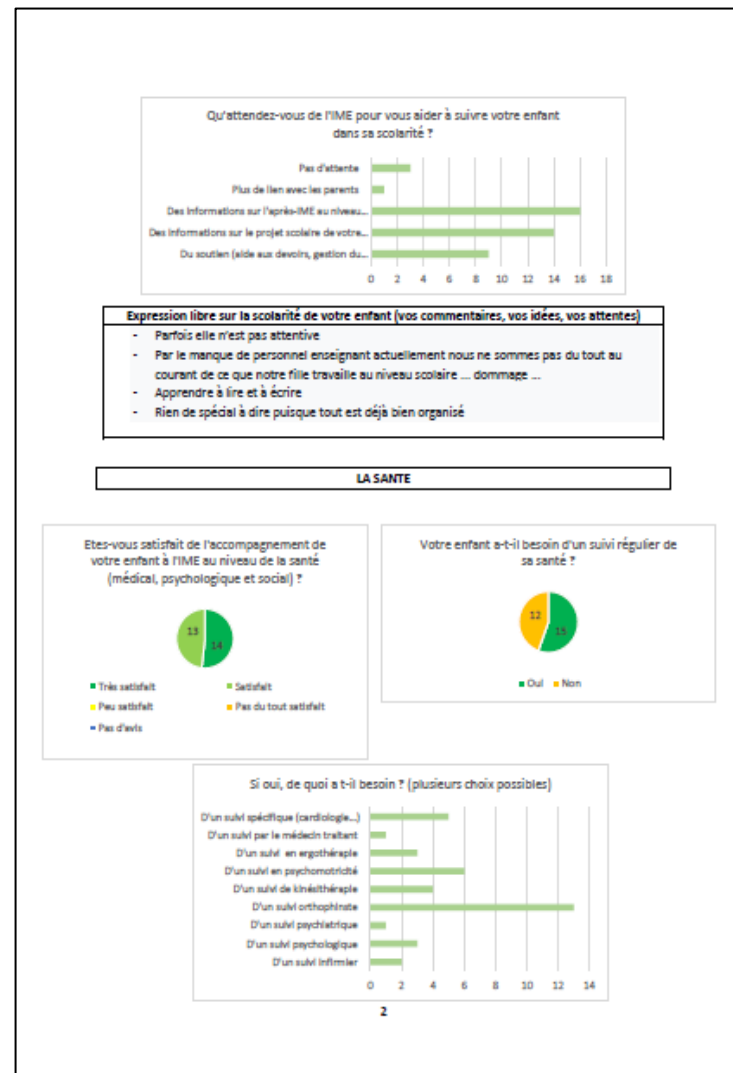 Qu'attendez-vous de l'IME pour vous aider à suivre votre enfant
dans sa scolarité ?
Pas d'attente
Plus de lien avec les parents
Des informations sur l'après-IME au niveau...
Des informations sur le projet scolaire de votre...
Du soutien (aide aux devoirs, gestion du...
0 2 4 6 8 10 12 14 16 18
Expression libre sur la scolarité de votre enfant (vos commentaires, vos idées, vos attentes)
- Parfois elle n'est pas attentive
- Par le manque de personnel enseignant actuellement nous ne sommes pas du tout au
courant de ce que notre fille travaille au niveau scolaire ... dommage ...
- Apprendre à lire et à écrire
- Rien de spécial à dire puisque tout est déjà bien organisé
LA SANTE
Etes-vous satisfait de l'accompagnement de
votre enfant à l'IME au niveau de la santé
(médical, psychologique et social) ?
13
14
Très satisfait Satisfait
Peu satisfait Pas du tout satisfait
Pas d'avis
Votre enfant a-t-il besoin d'un suivi régulier de
sa santé ?
12
15
Oui Non
Si oui, de quoi a t-il besoin ? (plusieurs choix possibles)
D'un suivi spécifique (cardiologie...)
D'un suivi par le médecin traitant
D'un suivi en ergothérapie
D'un suivi en psychomotricité
D'un suivi de kinésithérapie
D'un suivi orthophiniste
D'un suivi psychiatrique
D'un suivi psychologique
D'un suivi infirmier
0 2 4 6 8 10 12 14
2